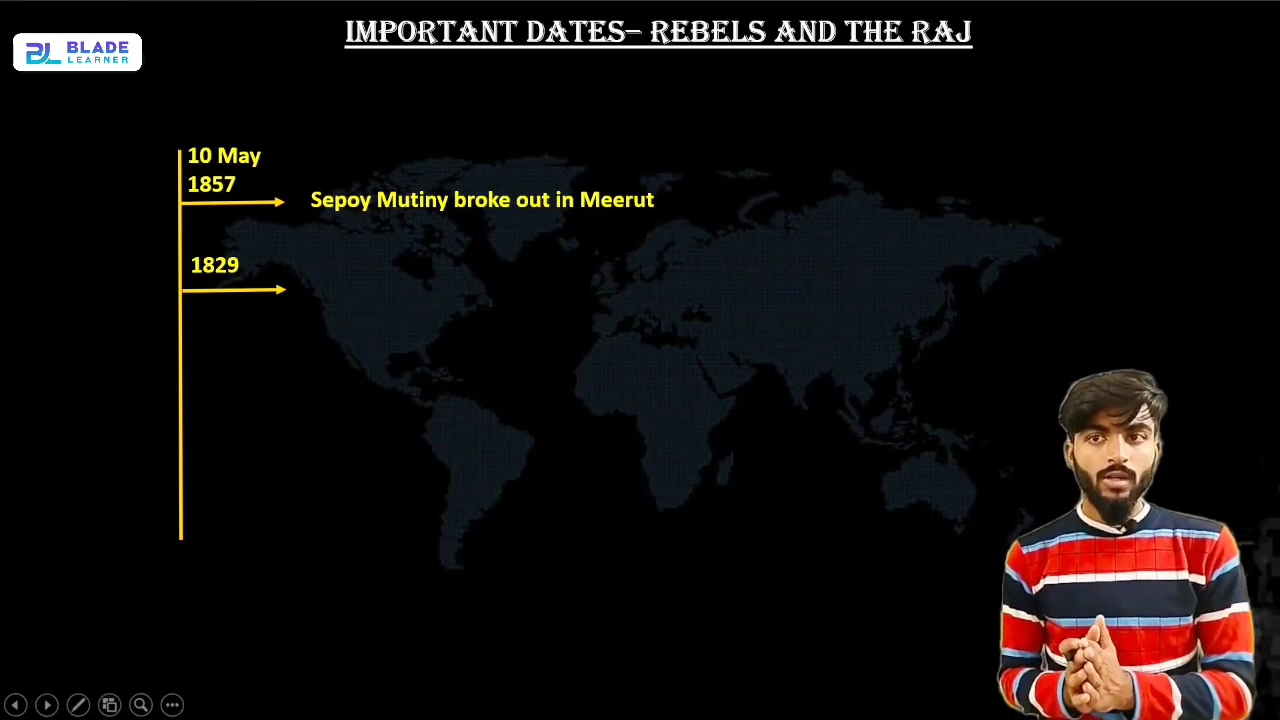 IMPORTANT DATES– REBELS AND THE RAJ
BLADE
LEARNER
10 May
1857
Sepoy Mutiny broke out in Meerut
1829